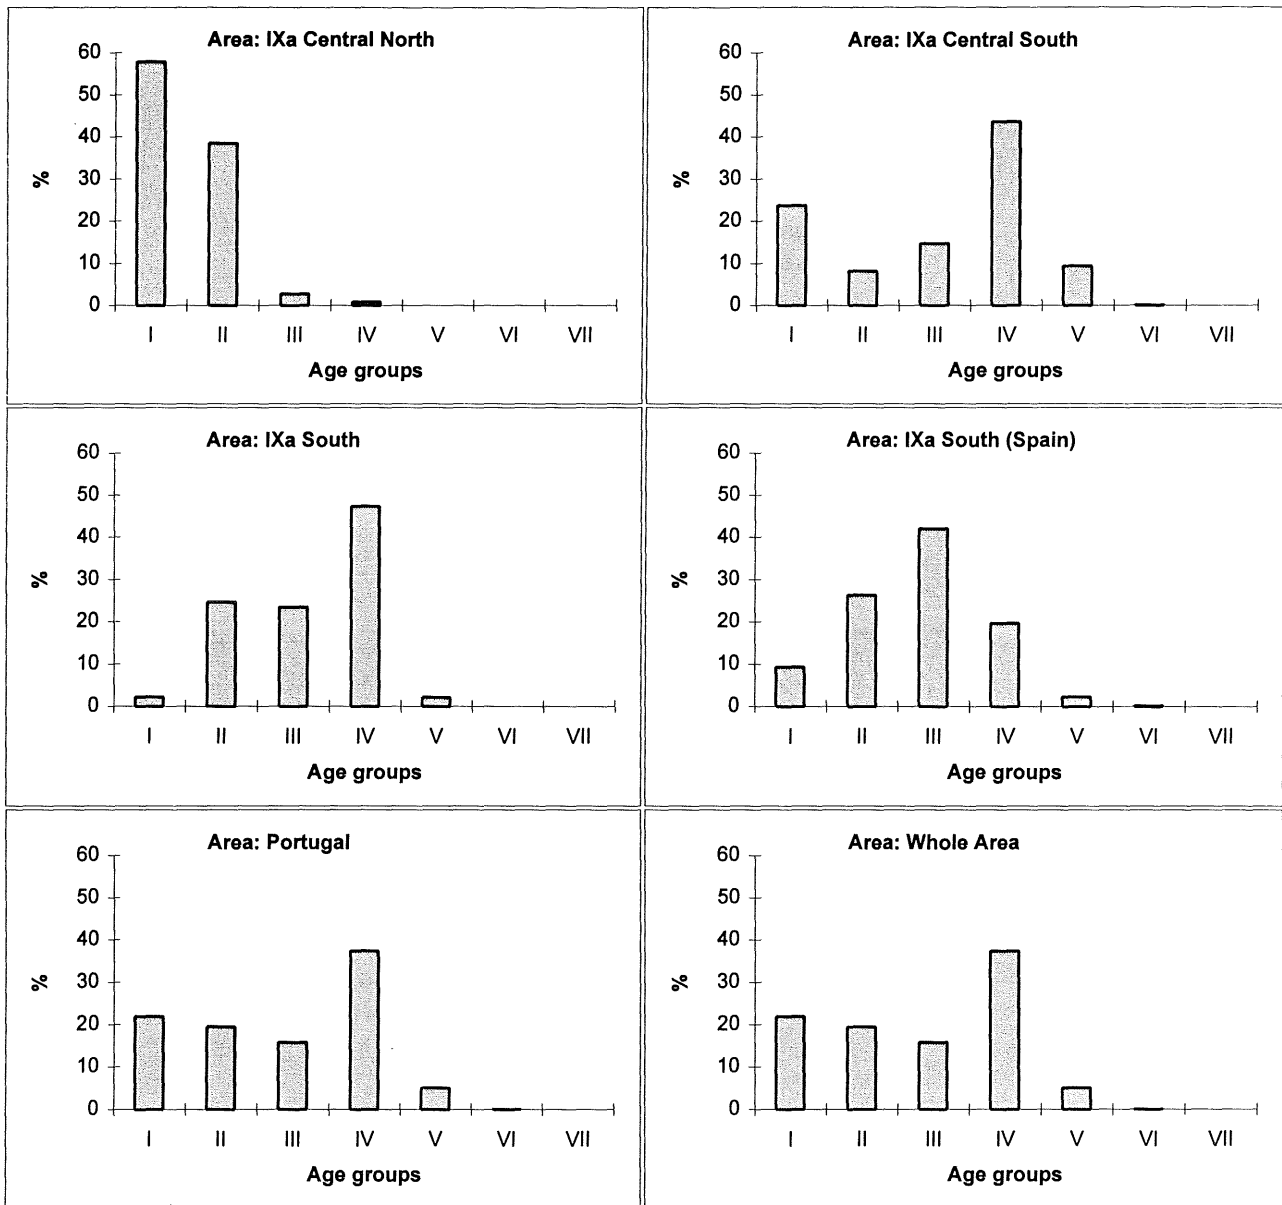 Area: IXa Central North
60
50
40
30
20
10
0
%
I II III IV V VI VII
Age groups
Area: IXa Central South
60
50
40
30
20
10
0
%
I II III IV V VI VII
Age groups
Area: IXa South
60
50
40
30
20
10
0
%
I II III IV V VI VII
Age groups
Area: IXa South (Spain)
60
50
40
30
20
10
0
%
I II III IV V VI VII
Age groups
Area: Portugal
60
50
40
30
20
10
0
%
I II III IV V VI VII
Age groups
Area: Whole Area
60
50
40
30
20
10
0
%
I II III IV V VI VII
Age groups